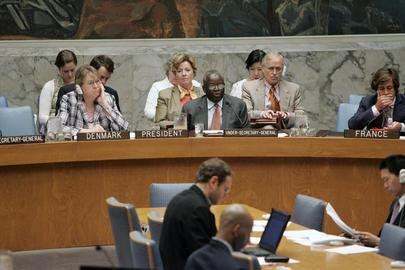 SECRETARY-GENERAL
DENMARK
PRESIDENT
UNDER-SECRETARY-GENERAL
FRANCE